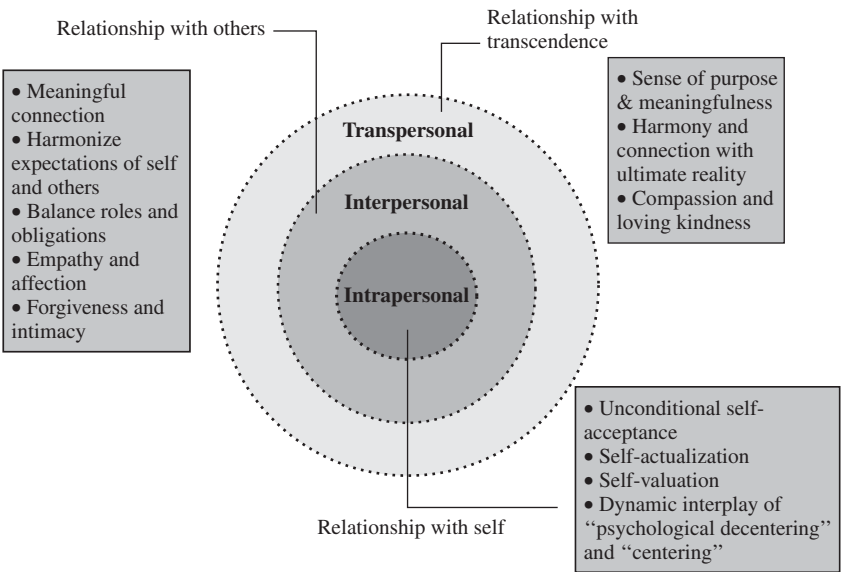 Relationship with others
Relationship with
transcendence
• Meaningful
connection
• Harmonize
expectations of self
and others
• Balance roles and
obligations
• Empathy and
affection
• Forgiveness and
intimacy
Transpersonal
Interpersonal
Intrapersonal
• Sense of purpose
& meaningfulness
• Harmony and
connection with
ultimate reality
• Compassion and
loving kindness
• Unconditional self-
acceptance
• Self-actualization
• Self-valuation
• Dynamic interplay of
‘‘psychological decentering’’
and “centering”
Relationship with self